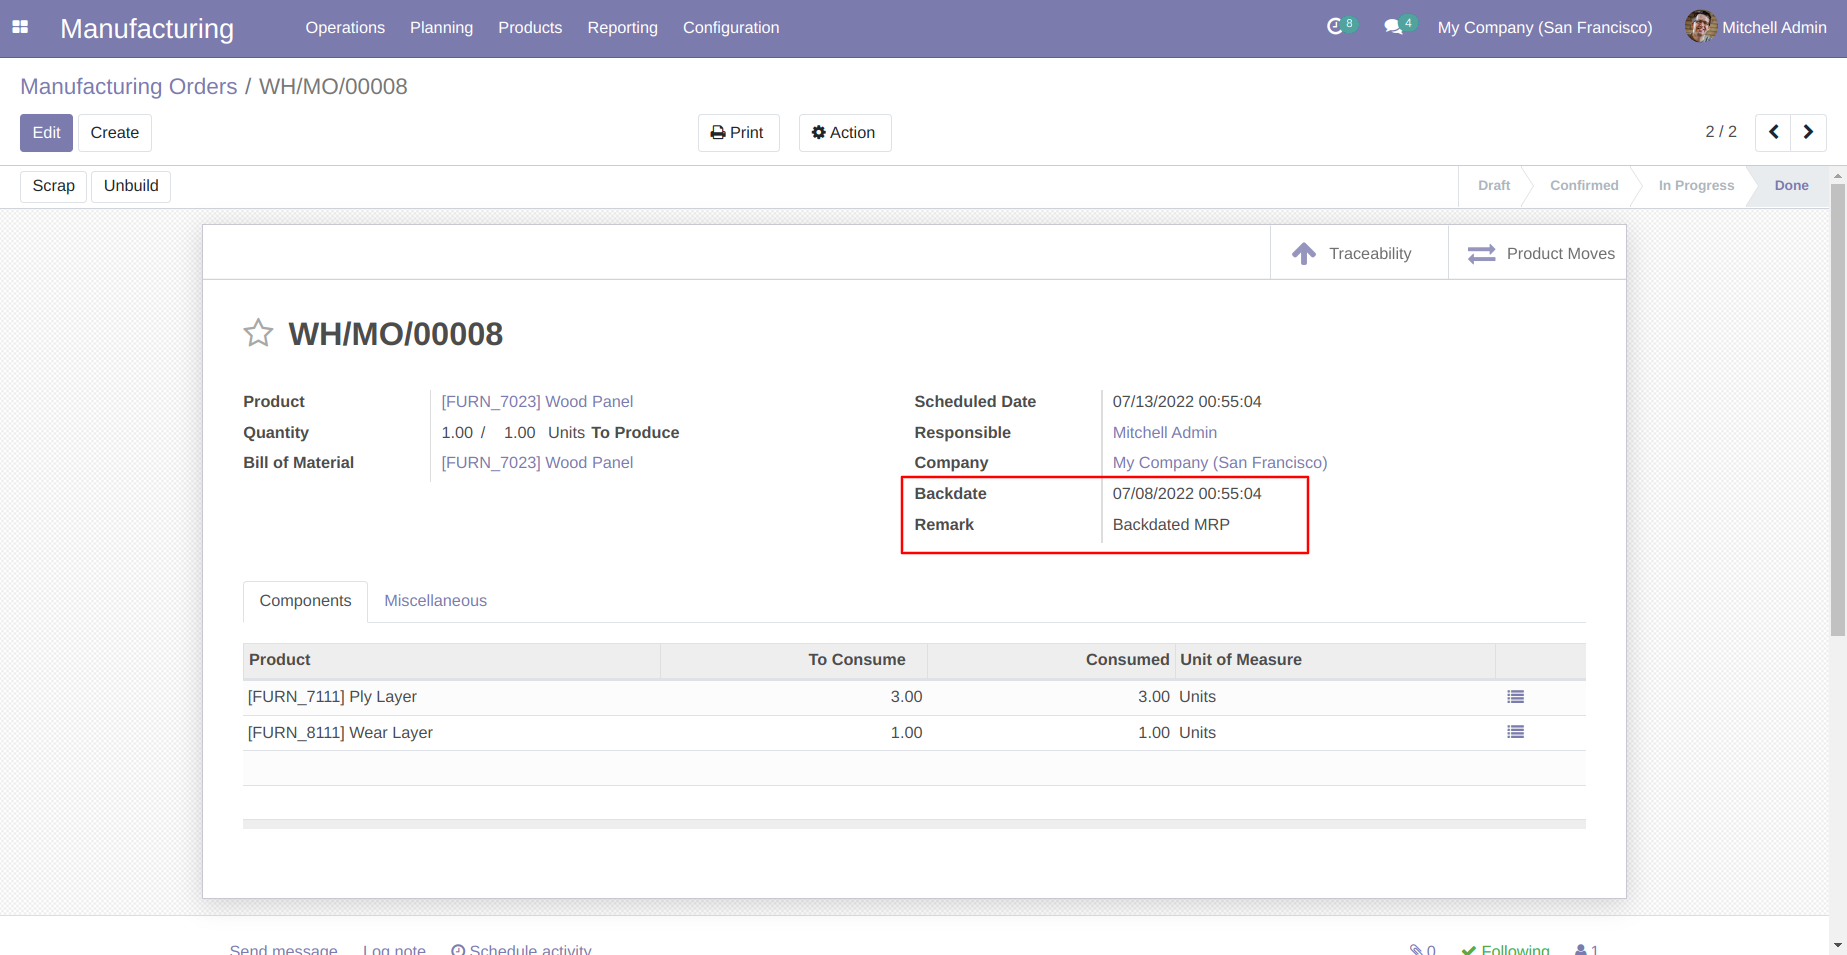 Manufacturing Operations Planning Products Reporting Configuration 8 4 My Company (San Francisco) Mitchell Admin
Manufacturing Orders / WH/MO/00008
Edit Create Print Action 2 / 2
Scrap Unbuild Draft Confirmed In Progress Done
Traceability Product Moves
WH/MO/00008
Product [FURN_7023] Wood Panel Scheduled Date 07/13/2022 00:55:04
Quantity 1.00 / 1.00 Units To Produce Responsible Mitchell Admin
Bill of Material [FURN_7023] Wood Panel Company My Company (San Francisco)
Backdate 07/08/2022 00:55:04
Remark Backdated MRP
Components Miscellaneous
Product To Consume Consumed Unit of Measure
[FURN_7111] Ply Layer 3.00 3.00 Units
[FURN_8111] Wear Layer 1.00 1.00 Units
Send message Log note Schedule activity 0 Following 1